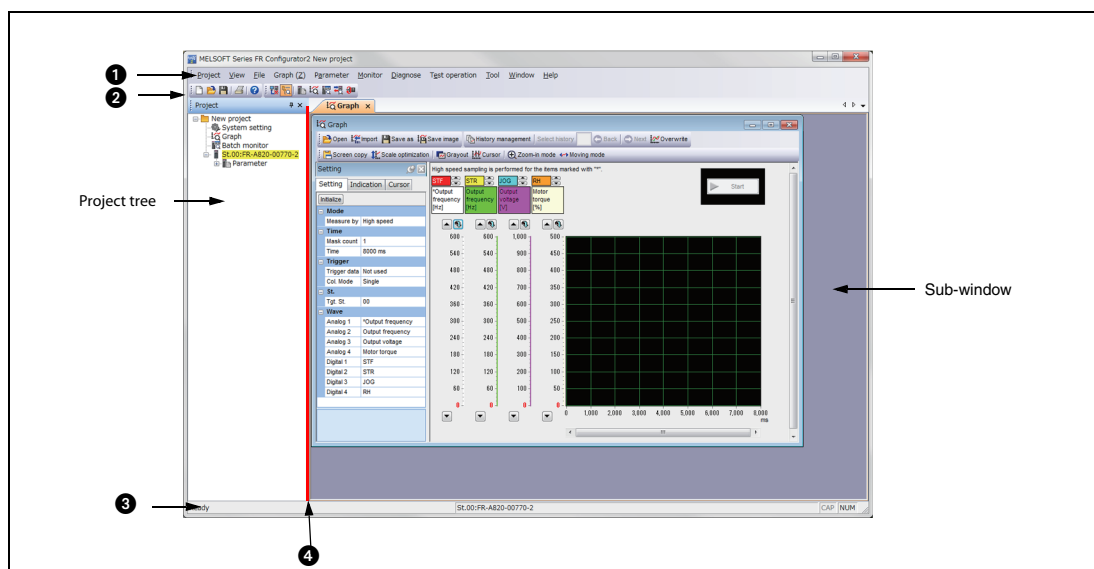 MELSOFT Series FR Configurator2 New project
Project View File Graph (Z) Parameter Monitor Diagnose Test operation Tool Window Help
1
2
Project
Graph
New project
System setting
Graph
Batch monitor
St.00:FR-A820-00770-2
Parameter
Project tree
Sub-window
Graph
Open Import Save as Save image History management Select history Back Next Overwrite
Screen copy Scale optimization Grayout Cursor Zoom-in mode Moving mode
Setting
High speed sampling is performed for the items marked with "*".
Setting Indication Cursor
Initialize
Mode
Measure by High speed
Time
Mask count 1
Time 8000 ms
Trigger
Trigger data Not used
Col. Mode Single
St.
Tgt. St. 00
Wave
Analog 1 *Output frequency
Analog 2 Output frequency
Analog 3 Output voltage
Analog 4 Motor torque
Digital 1 STF
Digital 2 STR
Digital 3 JOG
Digital 4 RH
STF STR JOG RH
*Output frequency [Hz]
Output frequency [Hz]
Output voltage [V]
Motor torque [%]
Start
600 600 1,000 500
540 540 900 450
480 480 800 400
420 420 700 350
360 360 600 300
300 300 500 250
240 240 400 200
180 180 300 150
120 120 200 100
60 60 100 50
0 0 0 0
0 1,000 2,000 3,000 4,000 5,000 6,000 7,000 8,000
ms
3
Ready
St.00:FR-A820-00770-2
CAP NUM
4